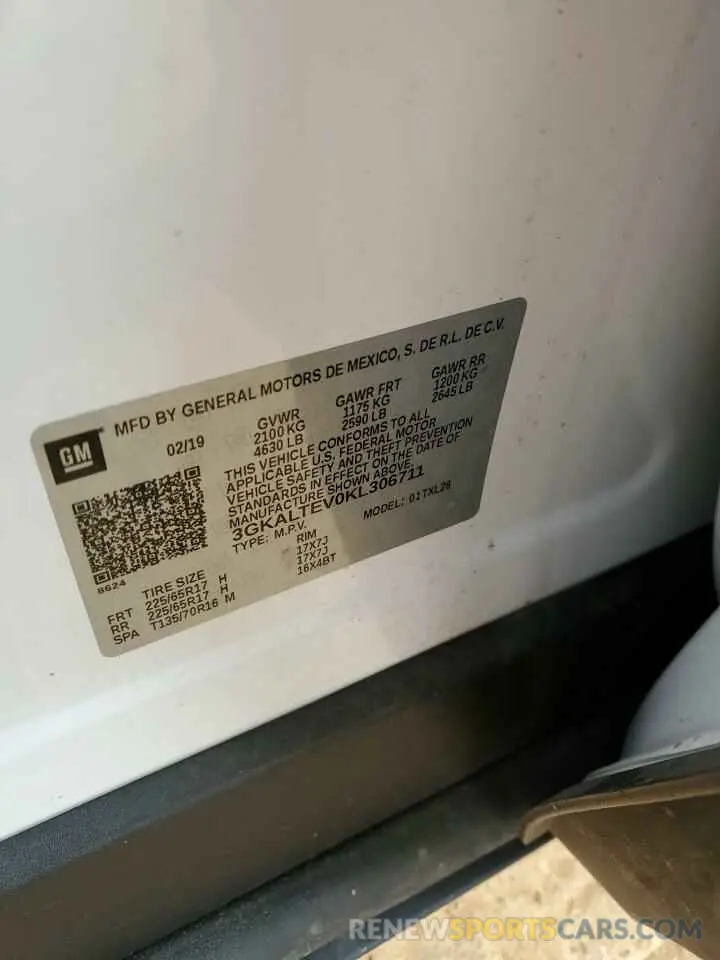 GM
MFD BY GENERAL MOTORS DE MEXICO, S. DE R.L. DE C.V.
02/19
GVWR GAWR FRT GAWR RR
2100 KG 1175 KG 1200 KG
4630 LB 2590 LB 2645 LB
THIS VEHICLE CONFORMS TO ALL
APPLICABLE U.S. FEDERAL MOTOR
VEHICLE SAFETY AND THEFT PREVENTION
STANDARDS IN EFFECT ON THE DATE OF
MANUFACTURE SHOWN ABOVE.
3GKALTEV0KL306711
TYPE: M.P.V. MODEL: 01TXL26
8624
TIRE SIZE RIM
FRT 225/65R17 H 17X7J
RR 225/65R17 H 17X7J
SPA T135/70R16 M 16X4BT
RENEWSPORTSCARS.COM